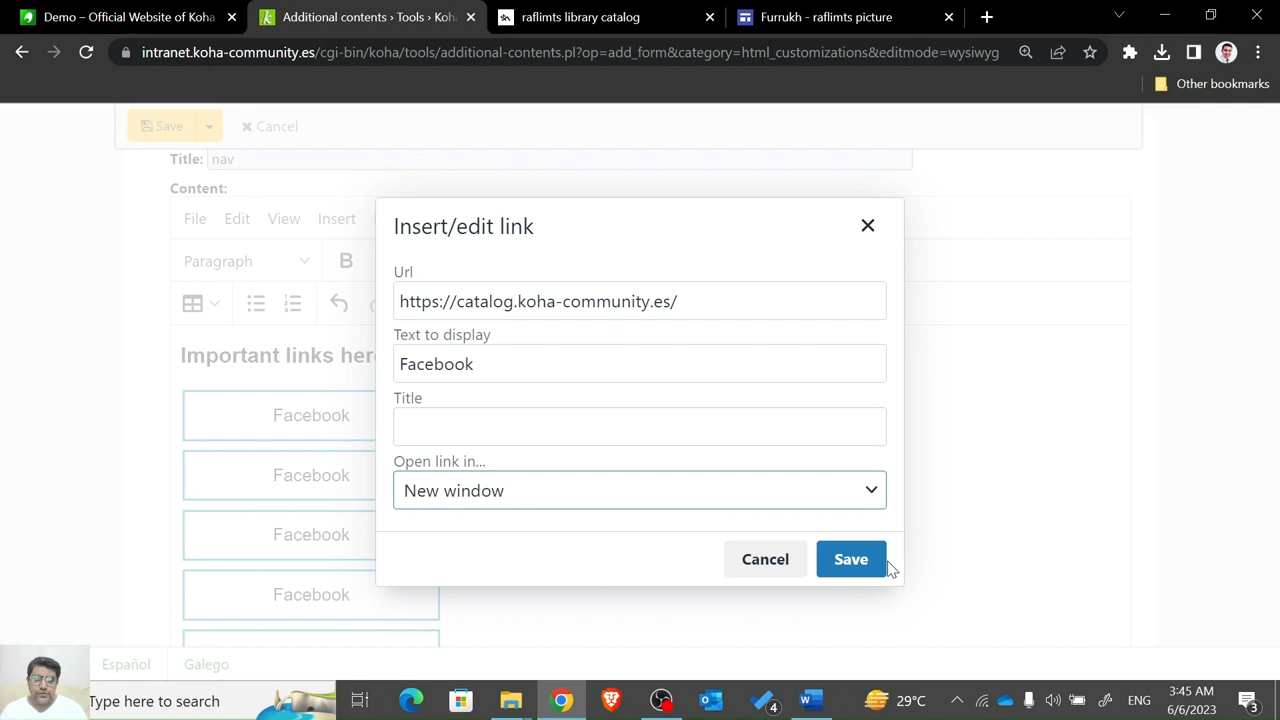 Demo – Official Website of Koha
Additional contents › Tools › Koha
raflimts library catalog
Furrukh - raflimts picture
intranet.koha-community.es/cgi-bin/koha/tools/additional-contents.pl?op=add_form&category=html_customizations&editmode=wysiwyg
Other bookmarks
Save
Cancel
Title: nav
Content:
File Edit View Insert
Paragraph B
Important links her
Facebook
Facebook
Facebook
Facebook
Insert/edit link
Url
https://catalog.koha-community.es/
Text to display
Facebook
Title
Open link in...
New window
Cancel
Save
Español Galego
Type here to search
4
29°C
ENG
3:45 AM
6/6/2023
3